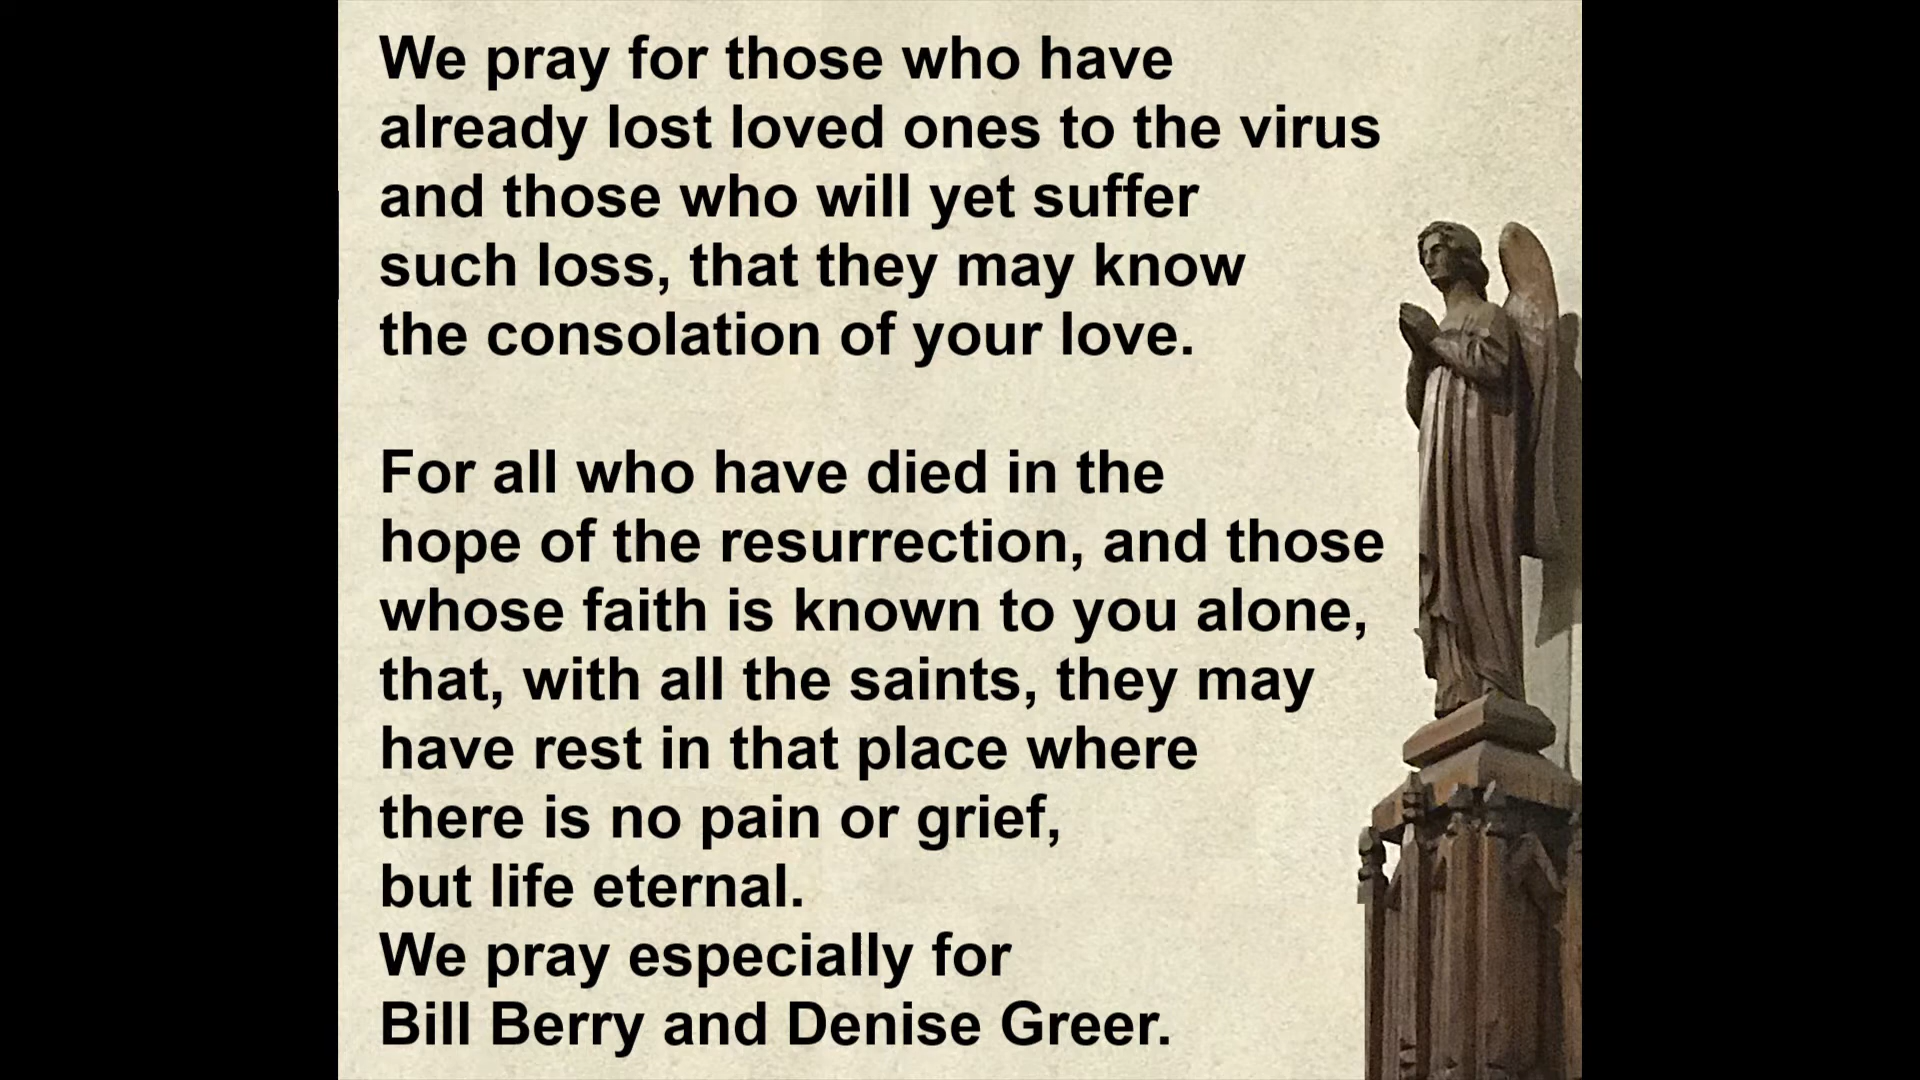 We pray for those who have
already lost loved ones to the virus
and those who will yet suffer
such loss, that they may know
the consolation of your love.
For all who have died in the
hope of the resurrection, and those
whose faith is known to you alone,
that, with all the saints, they may
have rest in that place where
there is no pain or grief,
but life eternal.
We pray especially for
Bill Berry and Denise Greer.